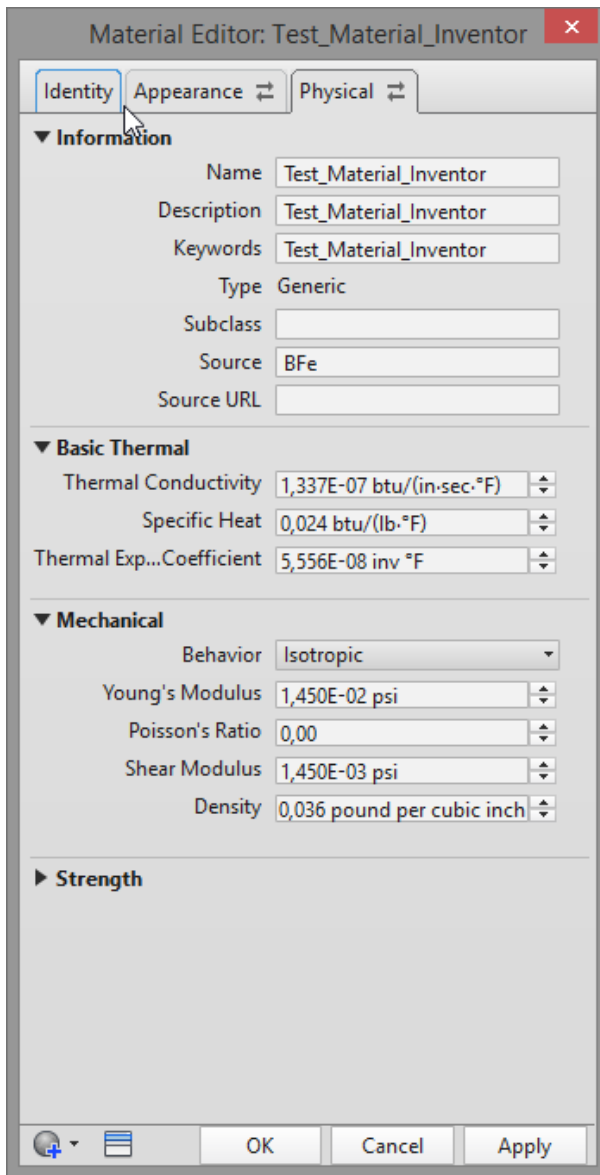 Material Editor: Test_Material_Inventor
Identity Appearance Physical
Information
Name Test_Material_Inventor
Description Test_Material_Inventor
Keywords Test_Material_Inventor
Type Generic
Subclass
Source BFe
Source URL
Basic Thermal
Thermal Conductivity 1,337E-07 btu/(in·sec·°F)
Specific Heat 0,024 btu/(lb·°F)
Thermal Exp...Coefficient 5,556E-08 inv °F
Mechanical
Behavior Isotropic
Young's Modulus 1,450E-02 psi
Poisson's Ratio 0,00
Shear Modulus 1,450E-03 psi
Density 0,036 pound per cubic inch
Strength
OK Cancel Apply